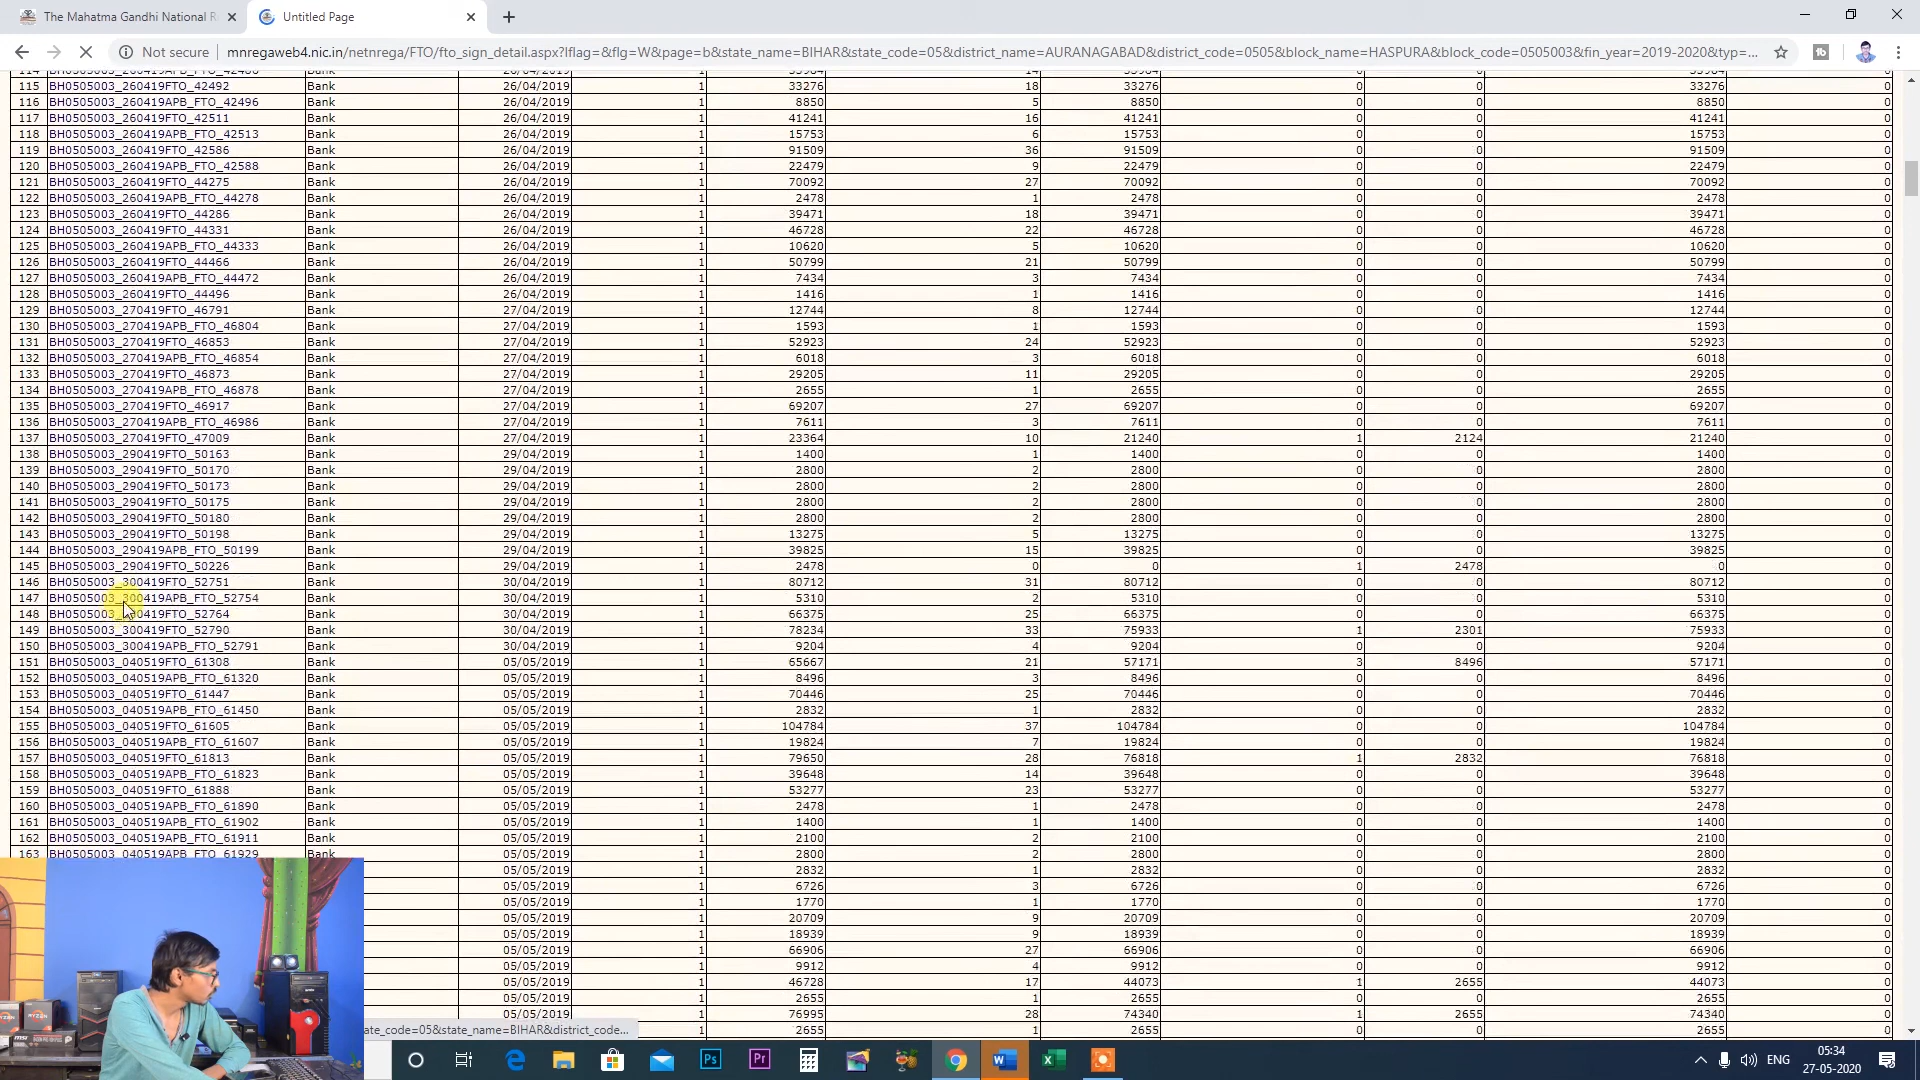 The Mahatma Gandhi National R
Untitled Page
Not secure mnregaweb4.nic.in/netnrega/FTO/fto_sign_detail.aspx?lflag=&flg=W&page=b&state_name=BIHAR&state_code=05&district_name=AURANAGABAD&district_code=0505&block_name=HASPURA&block_code=0505003&fin_year=2019-2020&typ=...
115 BH0505003_260419FTO_42492 Bank 26/04/2019 1 33276 18 33276 0 0 33276 0
116 BH0505003_260419APB_FTO_42496 Bank 26/04/2019 1 8850 5 8850 0 0 8850 0
117 BH0505003_260419FTO_42511 Bank 26/04/2019 1 41241 16 41241 0 0 41241 0
118 BH0505003_260419APB_FTO_42513 Bank 26/04/2019 1 15753 6 15753 0 0 15753 0
119 BH0505003_260419FTO_42586 Bank 26/04/2019 1 91509 36 91509 0 0 91509 0
120 BH0505003_260419APB_FTO_42588 Bank 26/04/2019 1 22479 9 22479 0 0 22479 0
121 BH0505003_260419FTO_44275 Bank 26/04/2019 1 70092 27 70092 0 0 70092 0
122 BH0505003_260419APB_FTO_44278 Bank 26/04/2019 1 2478 1 2478 0 0 2478 0
123 BH0505003_260419FTO_44286 Bank 26/04/2019 1 39471 18 39471 0 0 39471 0
124 BH0505003_260419FTO_44331 Bank 26/04/2019 1 46728 22 46728 0 0 46728 0
125 BH0505003_260419APB_FTO_44333 Bank 26/04/2019 1 10620 5 10620 0 0 10620 0
126 BH0505003_260419FTO_44466 Bank 26/04/2019 1 50799 21 50799 0 0 50799 0
127 BH0505003_260419APB_FTO_44472 Bank 26/04/2019 1 7434 3 7434 0 0 7434 0
128 BH0505003_260419FTO_44496 Bank 26/04/2019 1 1416 1 1416 0 0 1416 0
129 BH0505003_270419FTO_46791 Bank 27/04/2019 1 12744 8 12744 0 0 12744 0
130 BH0505003_270419APB_FTO_46804 Bank 27/04/2019 1 1593 1 1593 0 0 1593 0
131 BH0505003_270419FTO_46853 Bank 27/04/2019 1 52923 24 52923 0 0 52923 0
132 BH0505003_270419APB_FTO_46854 Bank 27/04/2019 1 6018 3 6018 0 0 6018 0
133 BH0505003_270419FTO_46873 Bank 27/04/2019 1 29205 11 29205 0 0 29205 0
134 BH0505003_270419APB_FTO_46878 Bank 27/04/2019 1 2655 1 2655 0 0 2655 0
135 BH0505003_270419FTO_46917 Bank 27/04/2019 1 69207 27 69207 0 0 69207 0
136 BH0505003_270419APB_FTO_46986 Bank 27/04/2019 1 7611 3 7611 0 0 7611 0
137 BH0505003_270419FTO_47009 Bank 27/04/2019 1 23364 10 21240 1 2124 21240 0
138 BH0505003_290419FTO_50163 Bank 29/04/2019 1 1400 1 1400 0 0 1400 0
139 BH0505003_290419FTO_50170 Bank 29/04/2019 1 2800 2 2800 0 0 2800 0
140 BH0505003_290419FTO_50173 Bank 29/04/2019 1 2800 2 2800 0 0 2800 0
141 BH0505003_290419FTO_50175 Bank 29/04/2019 1 2800 2 2800 0 0 2800 0
142 BH0505003_290419FTO_50180 Bank 29/04/2019 1 2800 2 2800 0 0 2800 0
143 BH0505003_290419FTO_50198 Bank 29/04/2019 1 13275 5 13275 0 0 13275 0
144 BH0505003_290419APB_FTO_50199 Bank 29/04/2019 1 39825 15 39825 0 0 39825 0
145 BH0505003_290419FTO_50226 Bank 29/04/2019 1 2478 0 0 1 2478 0 0
146 BH0505003_300419FTO_52751 Bank 30/04/2019 1 80712 31 80712 0 0 80712 0
147 BH0505003_300419APB_FTO_52754 Bank 30/04/2019 1 5310 2 5310 0 0 5310 0
148 BH0505003_300419FTO_52764 Bank 30/04/2019 1 66375 25 66375 0 0 66375 0
149 BH0505003_300419FTO_52790 Bank 30/04/2019 1 78234 33 75933 1 2301 75933 0
150 BH0505003_300419APB_FTO_52791 Bank 30/04/2019 1 9204 4 9204 0 0 9204 0
151 BH0505003_040519FTO_61308 Bank 05/05/2019 1 65667 21 57171 3 8496 57171 0
152 BH0505003_040519APB_FTO_61320 Bank 05/05/2019 1 8496 3 8496 0 0 8496 0
153 BH0505003_040519FTO_61447 Bank 05/05/2019 1 70446 25 70446 0 0 70446 0
154 BH0505003_040519APB_FTO_61450 Bank 05/05/2019 1 2832 1 2832 0 0 2832 0
155 BH0505003_040519FTO_61605 Bank 05/05/2019 1 104784 37 104784 0 0 104784 0
156 BH0505003_040519APB_FTO_61607 Bank 05/05/2019 1 19824 7 19824 0 0 19824 0
157 BH0505003_040519FTO_61813 Bank 05/05/2019 1 79650 28 76818 1 2832 76818 0
158 BH0505003_040519APB_FTO_61823 Bank 05/05/2019 1 39648 14 39648 0 0 39648 0
159 BH0505003_040519FTO_61888 Bank 05/05/2019 1 53277 23 53277 0 0 53277 0
160 BH0505003_040519APB_FTO_61890 Bank 05/05/2019 1 2478 1 2478 0 0 2478 0
161 BH0505003_040519FTO_61902 Bank 05/05/2019 1 1400 1 1400 0 0 1400 0
162 BH0505003_040519APB_FTO_61911 Bank 05/05/2019 1 2100 2 2100 0 0 2100 0
163 BH0505003_040519APB_FTO_61929 Bank 05/05/2019 1 2800 2 2800 0 0 2800 0
05/05/2019 1 2832 1 2832 0 0 2832 0
05/05/2019 1 6726 3 6726 0 0 6726 0
05/05/2019 1 1770 1 1770 0 0 1770 0
05/05/2019 1 20709 9 20709 0 0 20709 0
05/05/2019 1 18939 9 18939 0 0 18939 0
05/05/2019 1 66906 27 66906 0 0 66906 0
05/05/2019 1 9912 4 9912 0 0 9912 0
05/05/2019 1 46728 17 44073 1 2655 44073 0
05/05/2019 1 2655 1 2655 0 0 2655 0
05/05/2019 1 76995 28 74340 1 2655 74340 0
1 2655 1 2655 0 0 2655 0
ate_code=05&state_name=BIHAR&district_code...
RYZEN
RYZEN
Ps
Pr
ENG
05:34
27-05-2020